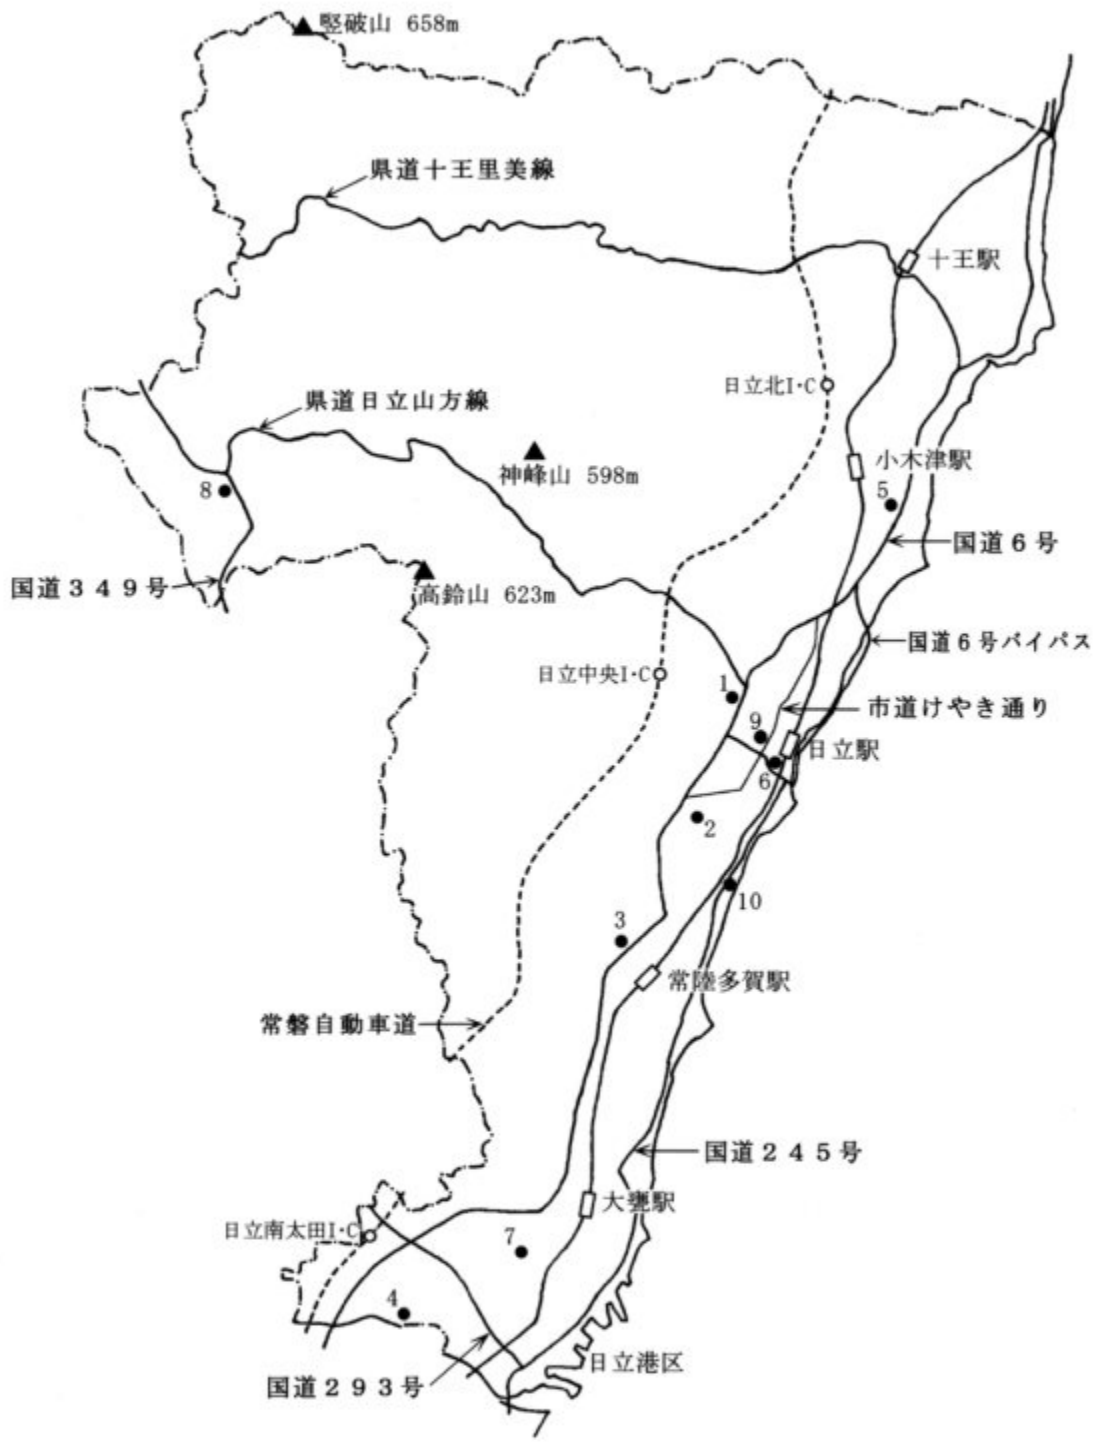 竪破山 658m
県道十王里美線
十王駅
日立北I・C
県道日立山方線
神峰山 598m
小木津駅
5
8
国道6号
国道349号
高鈴山 623m
国道6号バイパス
日立中央I・C
1
市道けやき通り
9
日立駅
6
2
10
3
常陸多賀駅
常磐自動車道
国道245号
大甕駅
日立南太田I・C
7
4
日立港区
国道293号